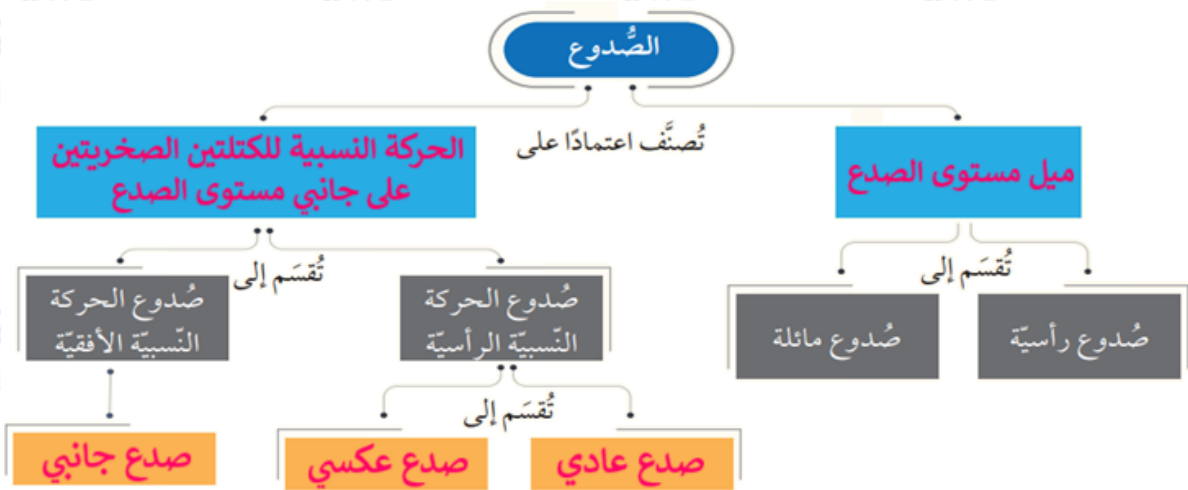 الصُّدوع
تُصنَّف اعتمادًا على
ميل مستوى الصدع
الحركة النسبية للكتلتين الصخريتين
على جانبي مستوى الصدع
تُقسَم إلى
صُدوع رأسيّة
صُدوع مائلة
تُقسَم إلى
صُدوع الحركة
النّسبيّة الرأسيّة
صُدوع الحركة
النّسبيّة الأفقيّة
تُقسَم إلى
صدع عادي
صدع عكسي
صدع جانبي